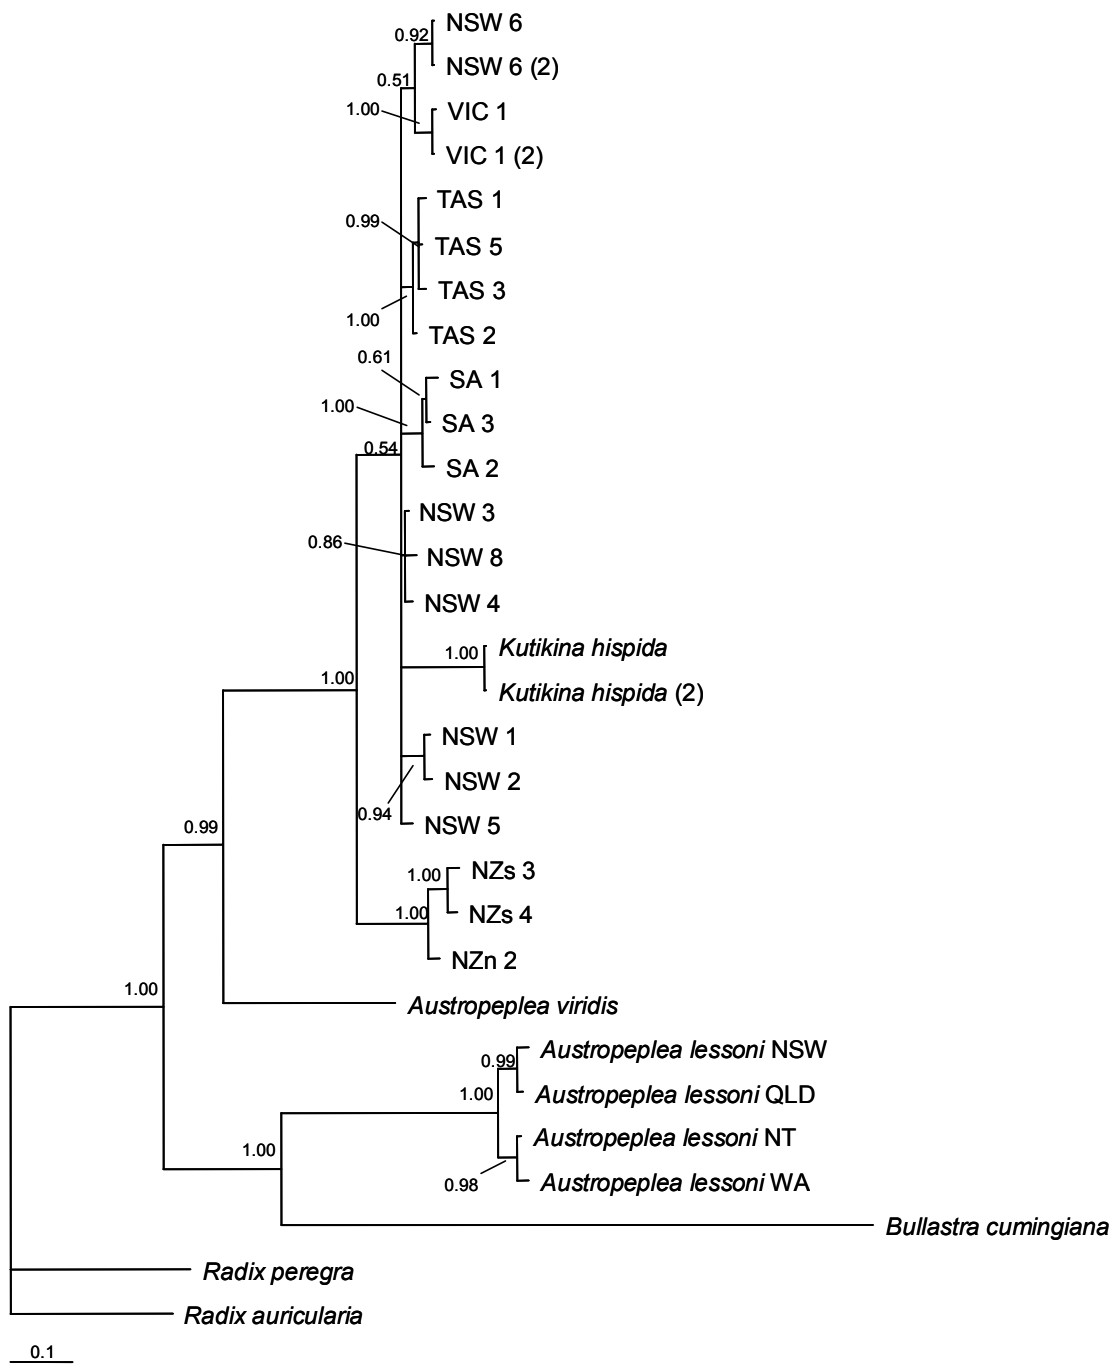 NSW 6
0.92
NSW 6 (2)
0.51
1.00
VIC 1
VIC 1 (2)
TAS 1
0.99
TAS 5
TAS 3
1.00
TAS 2
0.61
SA 1
1.00
SA 3
0.54
SA 2
NSW 3
0.86
NSW 8
NSW 4
Kutikina hispida
1.00
1.00
Kutikina hispida (2)
NSW 1
NSW 2
0.94
NSW 5
0.99
NZs 3
1.00
NZs 4
1.00
NZn 2
1.00
Austropeplea viridis
Austropeplea lessoni NSW
0.99
1.00
Austropeplea lessoni QLD
Austropeplea lessoni NT
1.00
Austropeplea lessoni WA
0.98
Bullastra cumingiana
Radix peregra
Radix auricularia
0.1